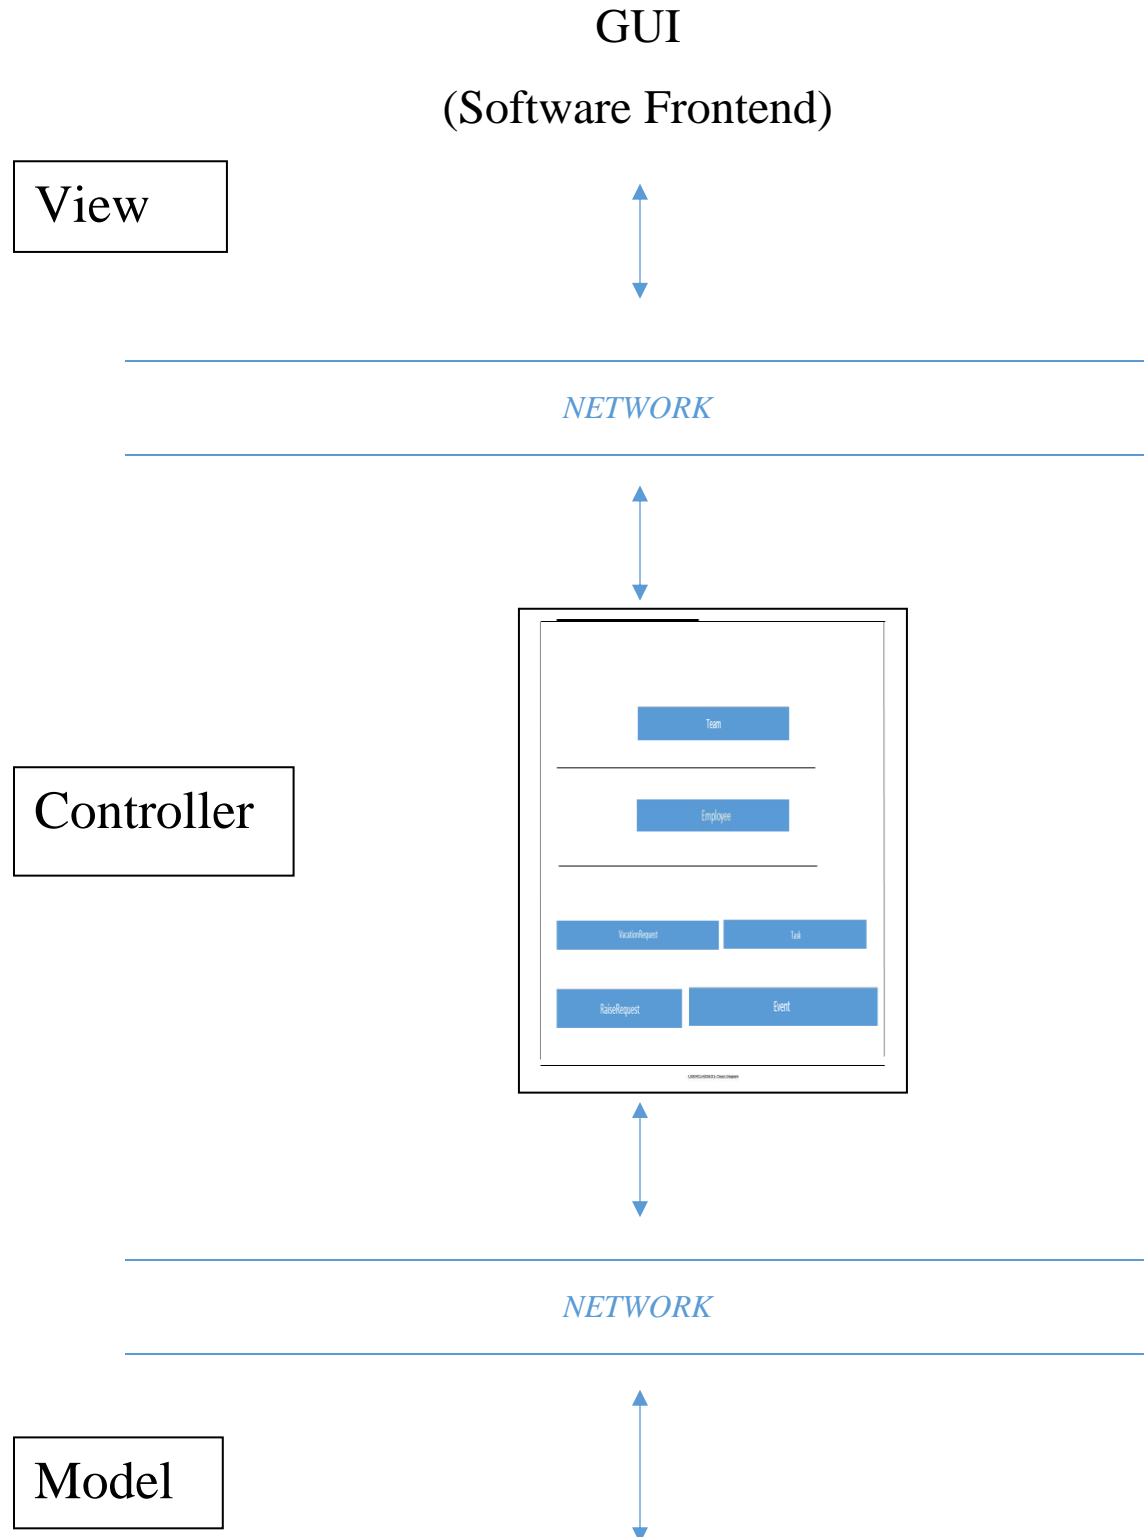 GUI
(Software Frontend)
View
NETWORK
Team
Controller
Employee
VacationRequest Task
RaiseRequest Event
NETWORK
Model